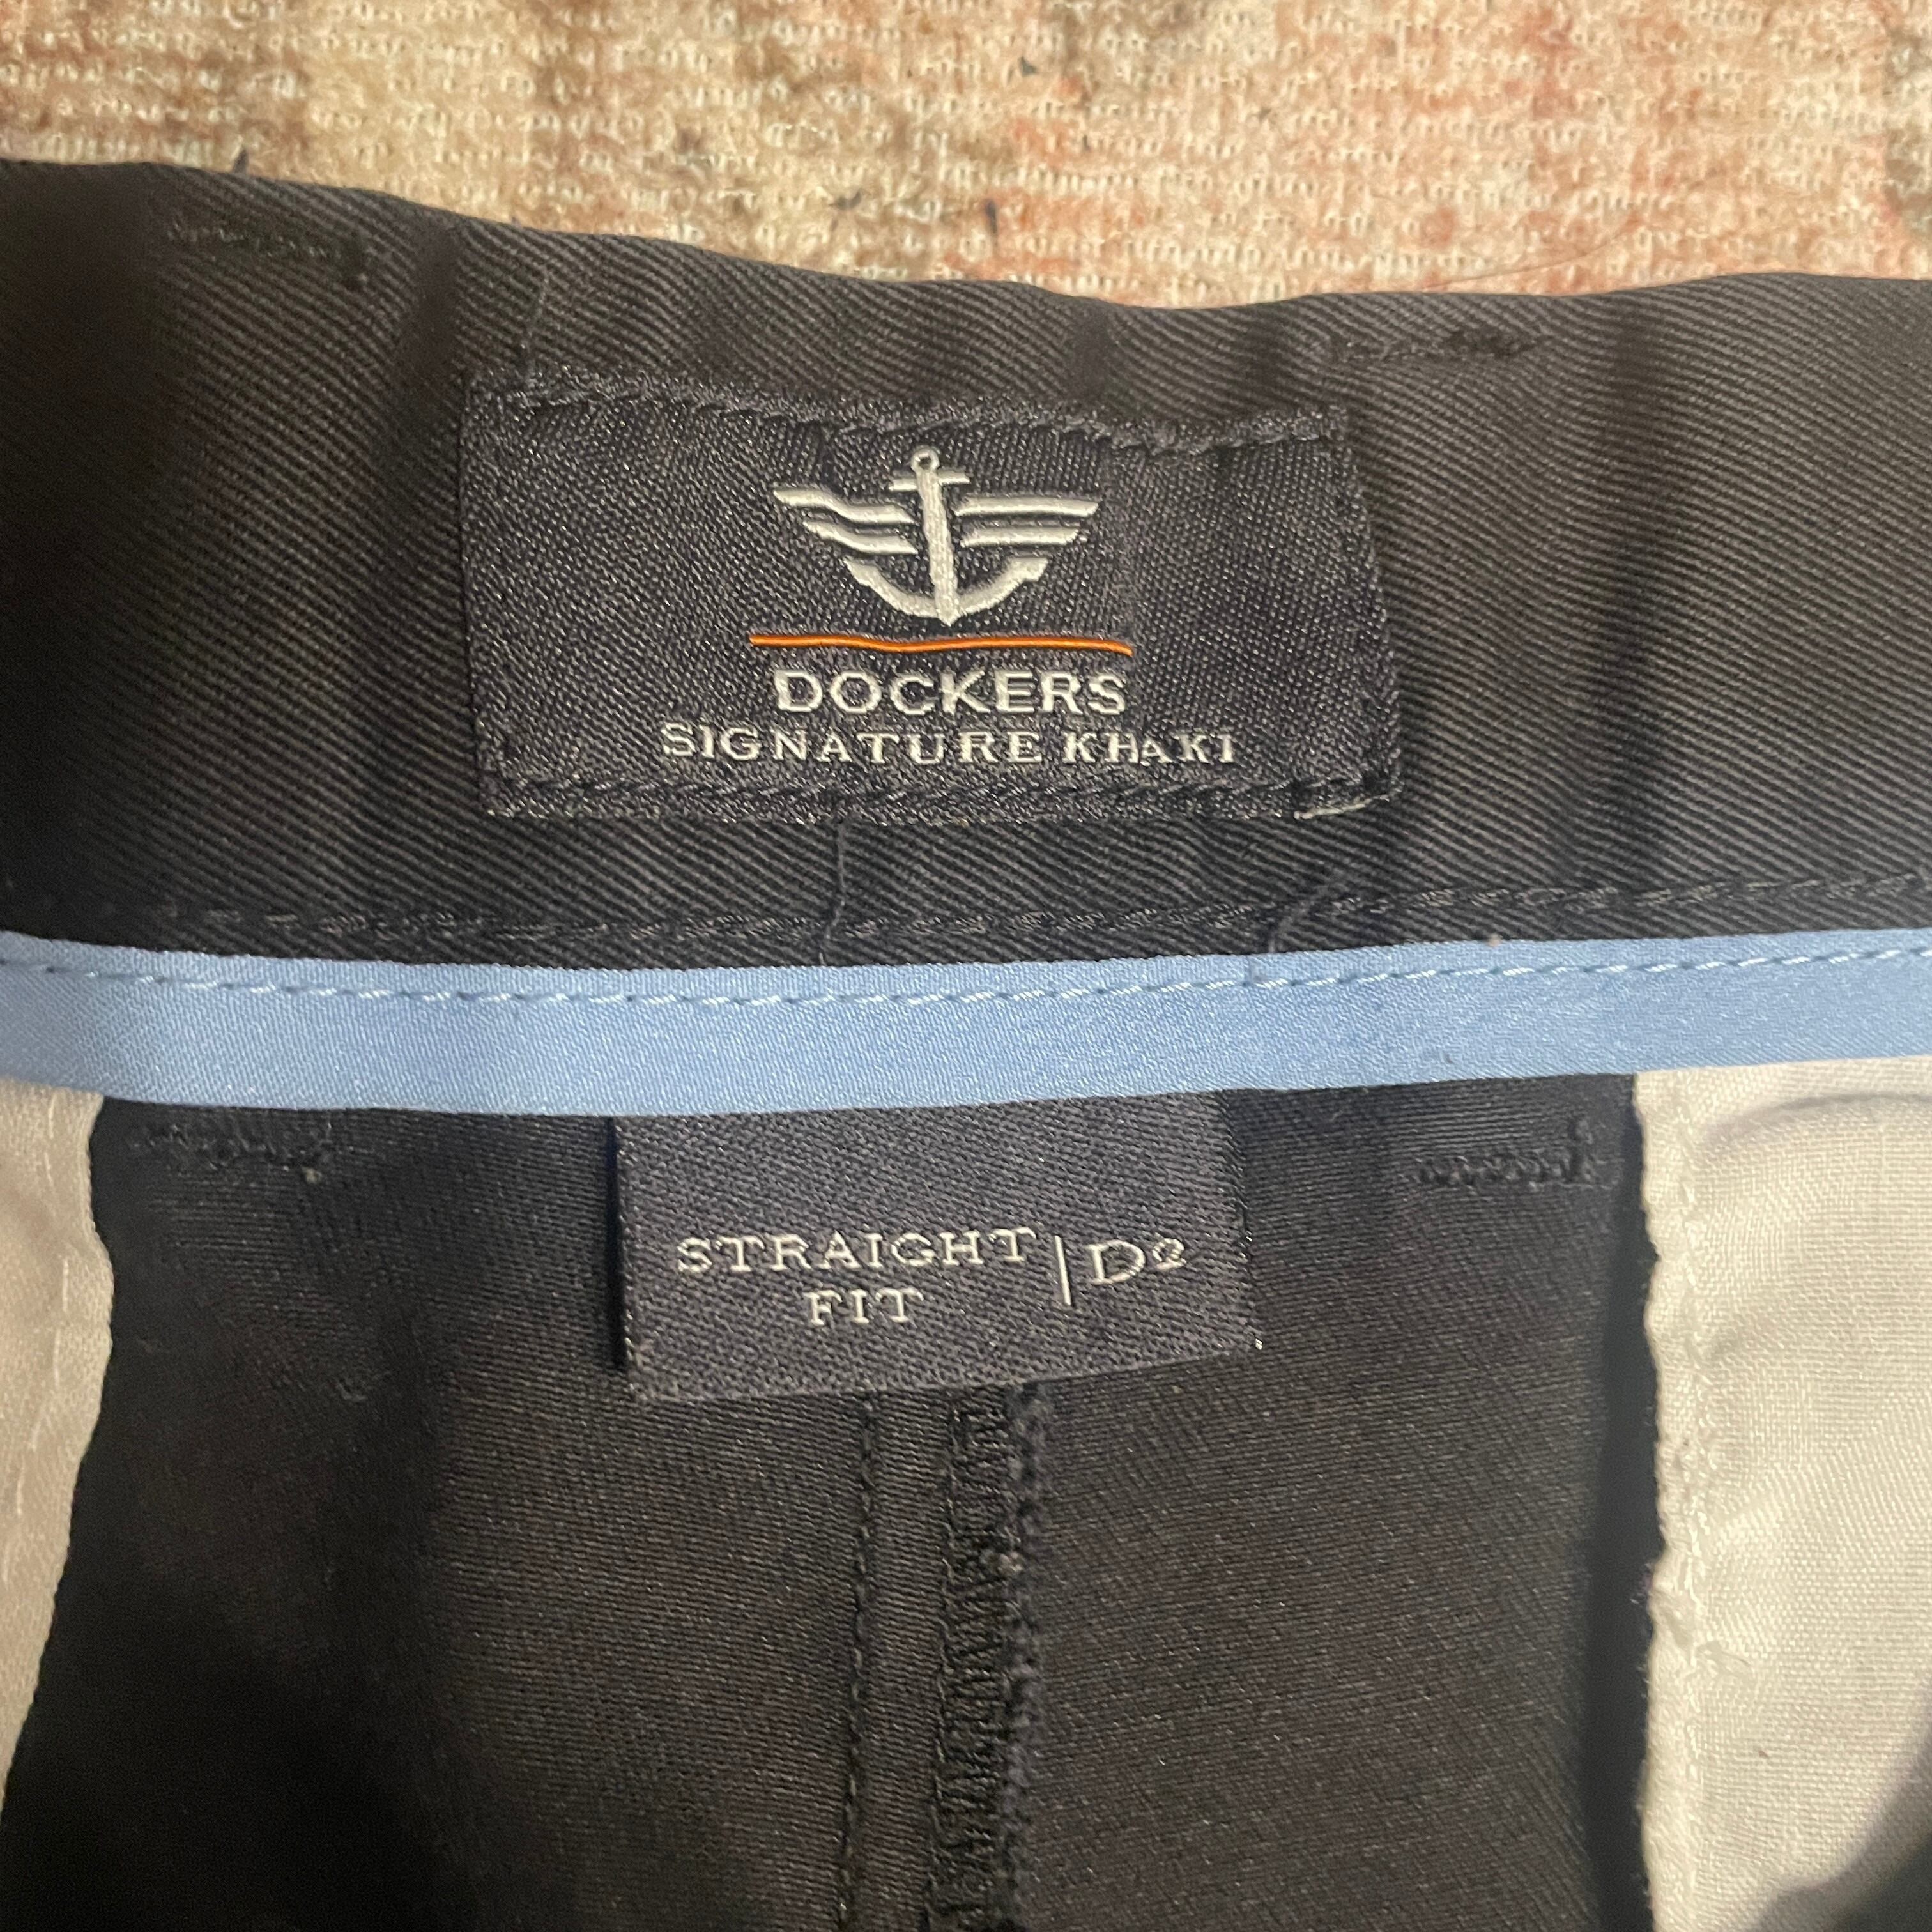 DOCKERS
SIGNATURE KHAKI
STRAIGHT
FIT | D2